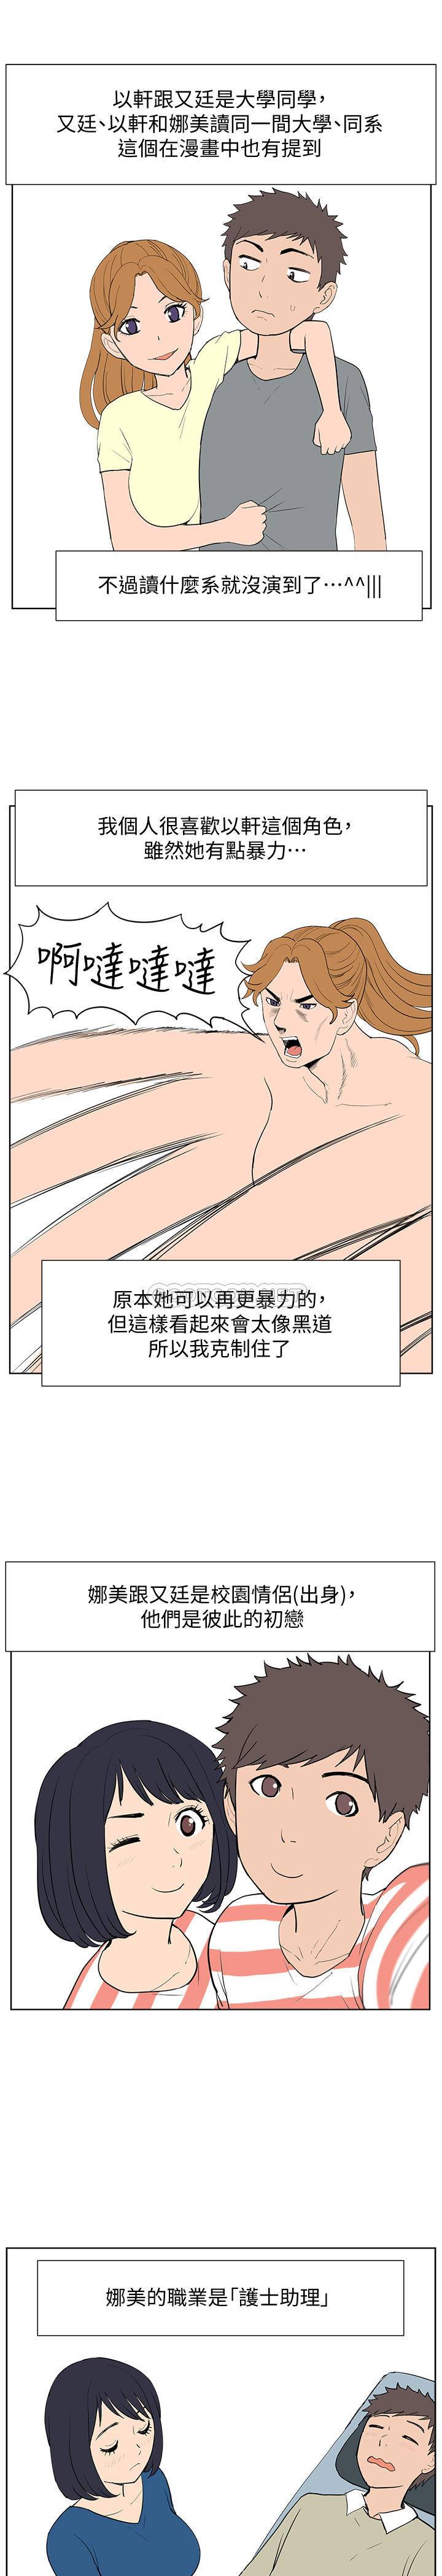 以軒跟又廷是大學同學,
又廷、以軒和娜美讀同一間大學、同系
這個在漫畫中也有提到
不過讀什麼系就沒演到了⋯^^|||
我個人很喜歡以軒這個角色,
雖然她有點暴力⋯
啊噠噠噠
原本她可以再更暴力的,
但這樣看起來會太像黑道
所以我克制住了
娜美跟又廷是校園情侶(出身),
他們是彼此的初戀
娜美的職業是「護士助理」